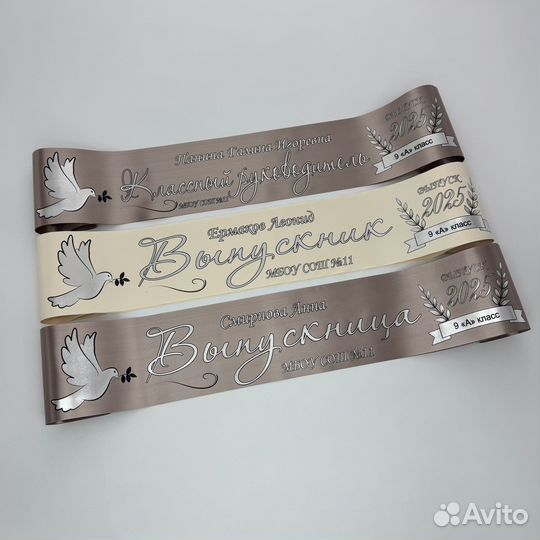 Панина Галина Игоревна
Классный руководитель
МБОУ СОШ №11
ВЫПУСК
2025
9 «А» класс
Ермаков Леонид
Выпускник
МБОУ СОШ №11
ВЫПУСК
2025
9 «А» класс
Смирнова Анна
Выпускница
МБОУ СОШ №11
ВЫПУСК
2025
9 «А» класс
Avito